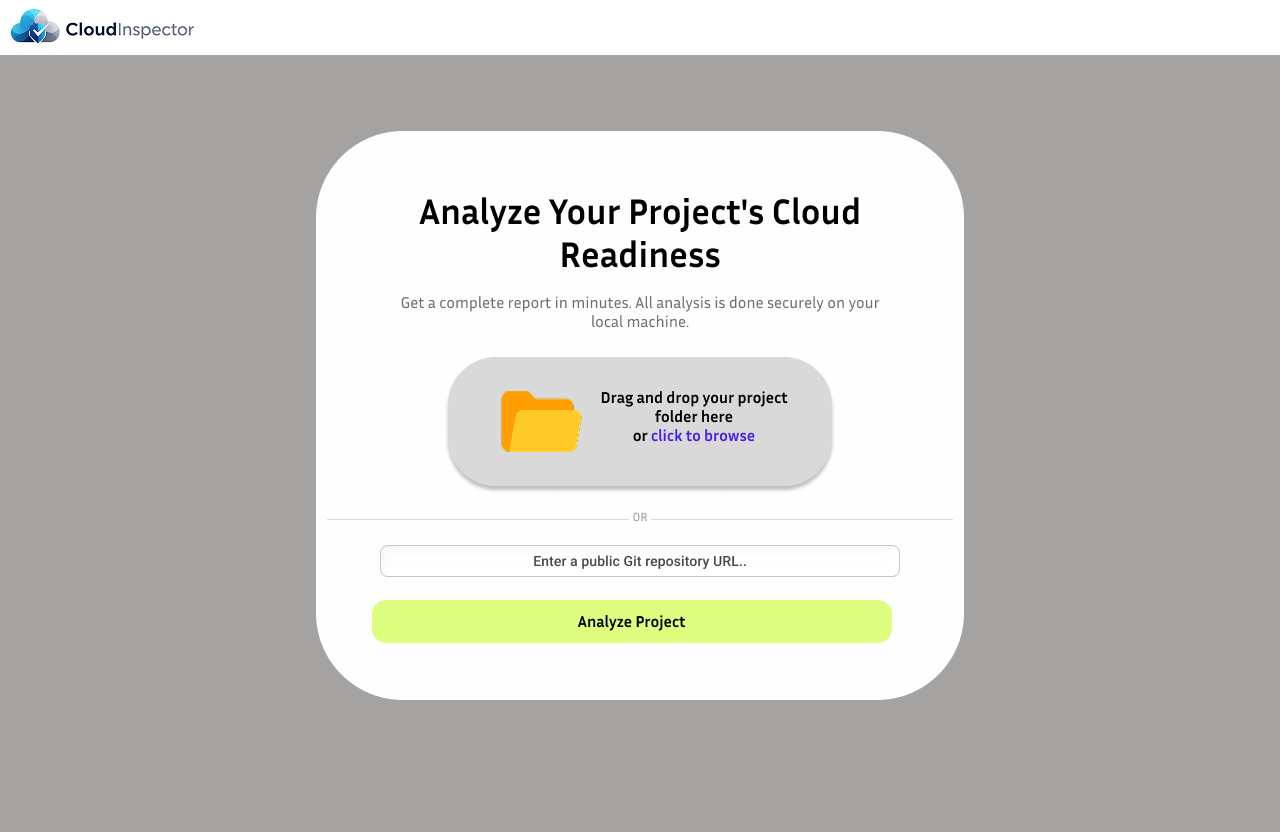 CloudInspector
Analyze Your Project's Cloud
Readiness
Get a complete report in minutes. All analysis is done securely on your
local machine.
Drag and drop your project
folder here
or click to browse
OR
Enter a public Git repository URL..
Analyze Project